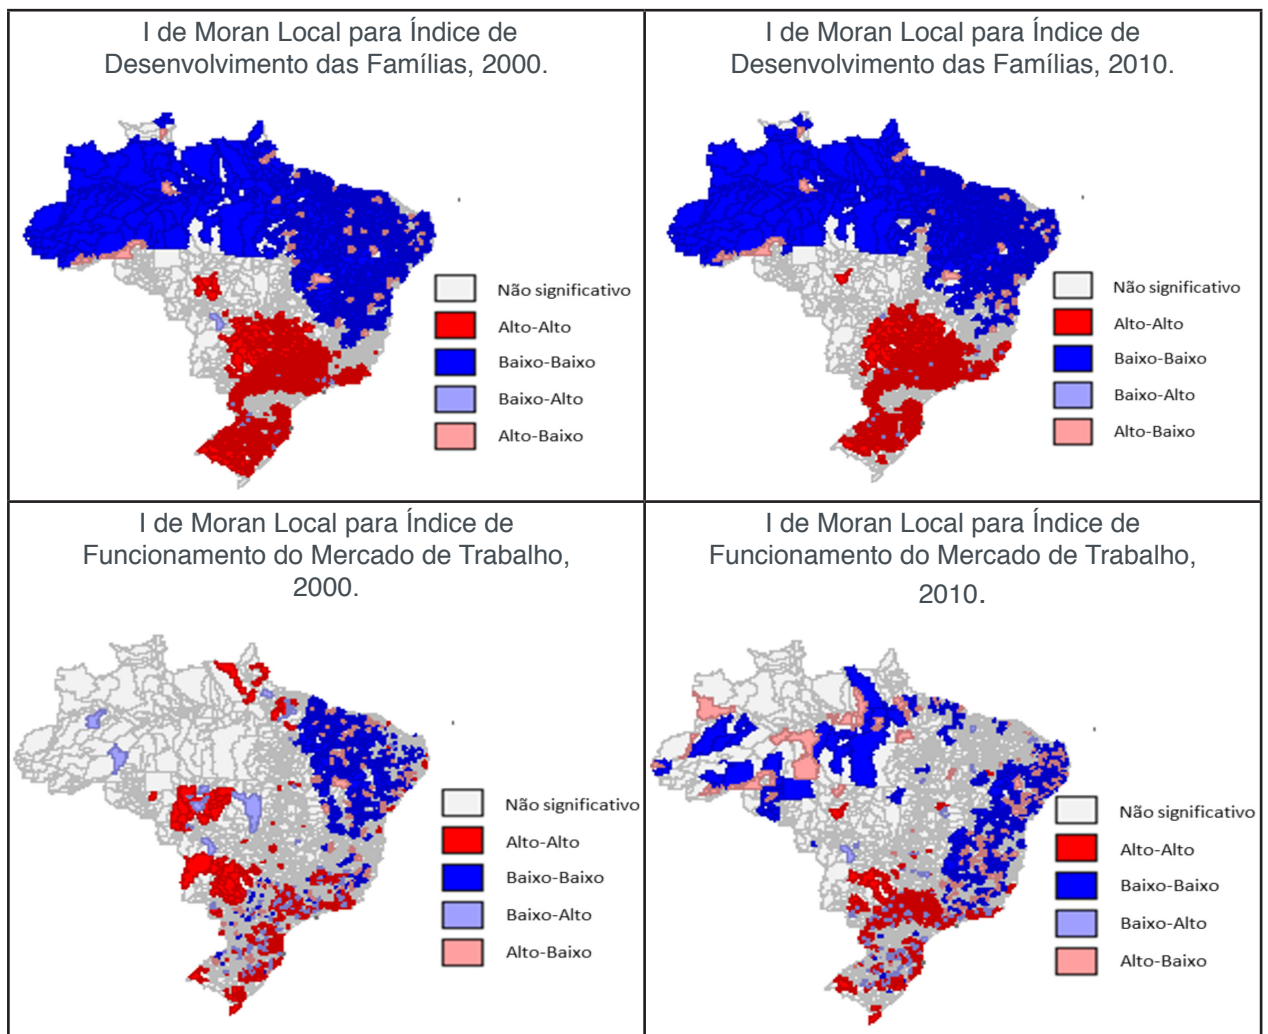 I de Moran Local para Índice de
Desenvolvimento das Famílias, 2000.
Não significativo
Alto-Alto
Baixo-Baixo
Baixo-Alto
Alto-Baixo
I de Moran Local para Índice de
Desenvolvimento das Famílias, 2010.
Não significativo
Alto-Alto
Baixo-Baixo
Baixo-Alto
Alto-Baixo
I de Moran Local para Índice de
Funcionamento do Mercado de Trabalho,
2000.
Não significativo
Alto-Alto
Baixo-Baixo
Baixo-Alto
Alto-Baixo
I de Moran Local para Índice de
Funcionamento do Mercado de Trabalho,
2010.
Não significativo
Alto-Alto
Baixo-Baixo
Baixo-Alto
Alto-Baixo